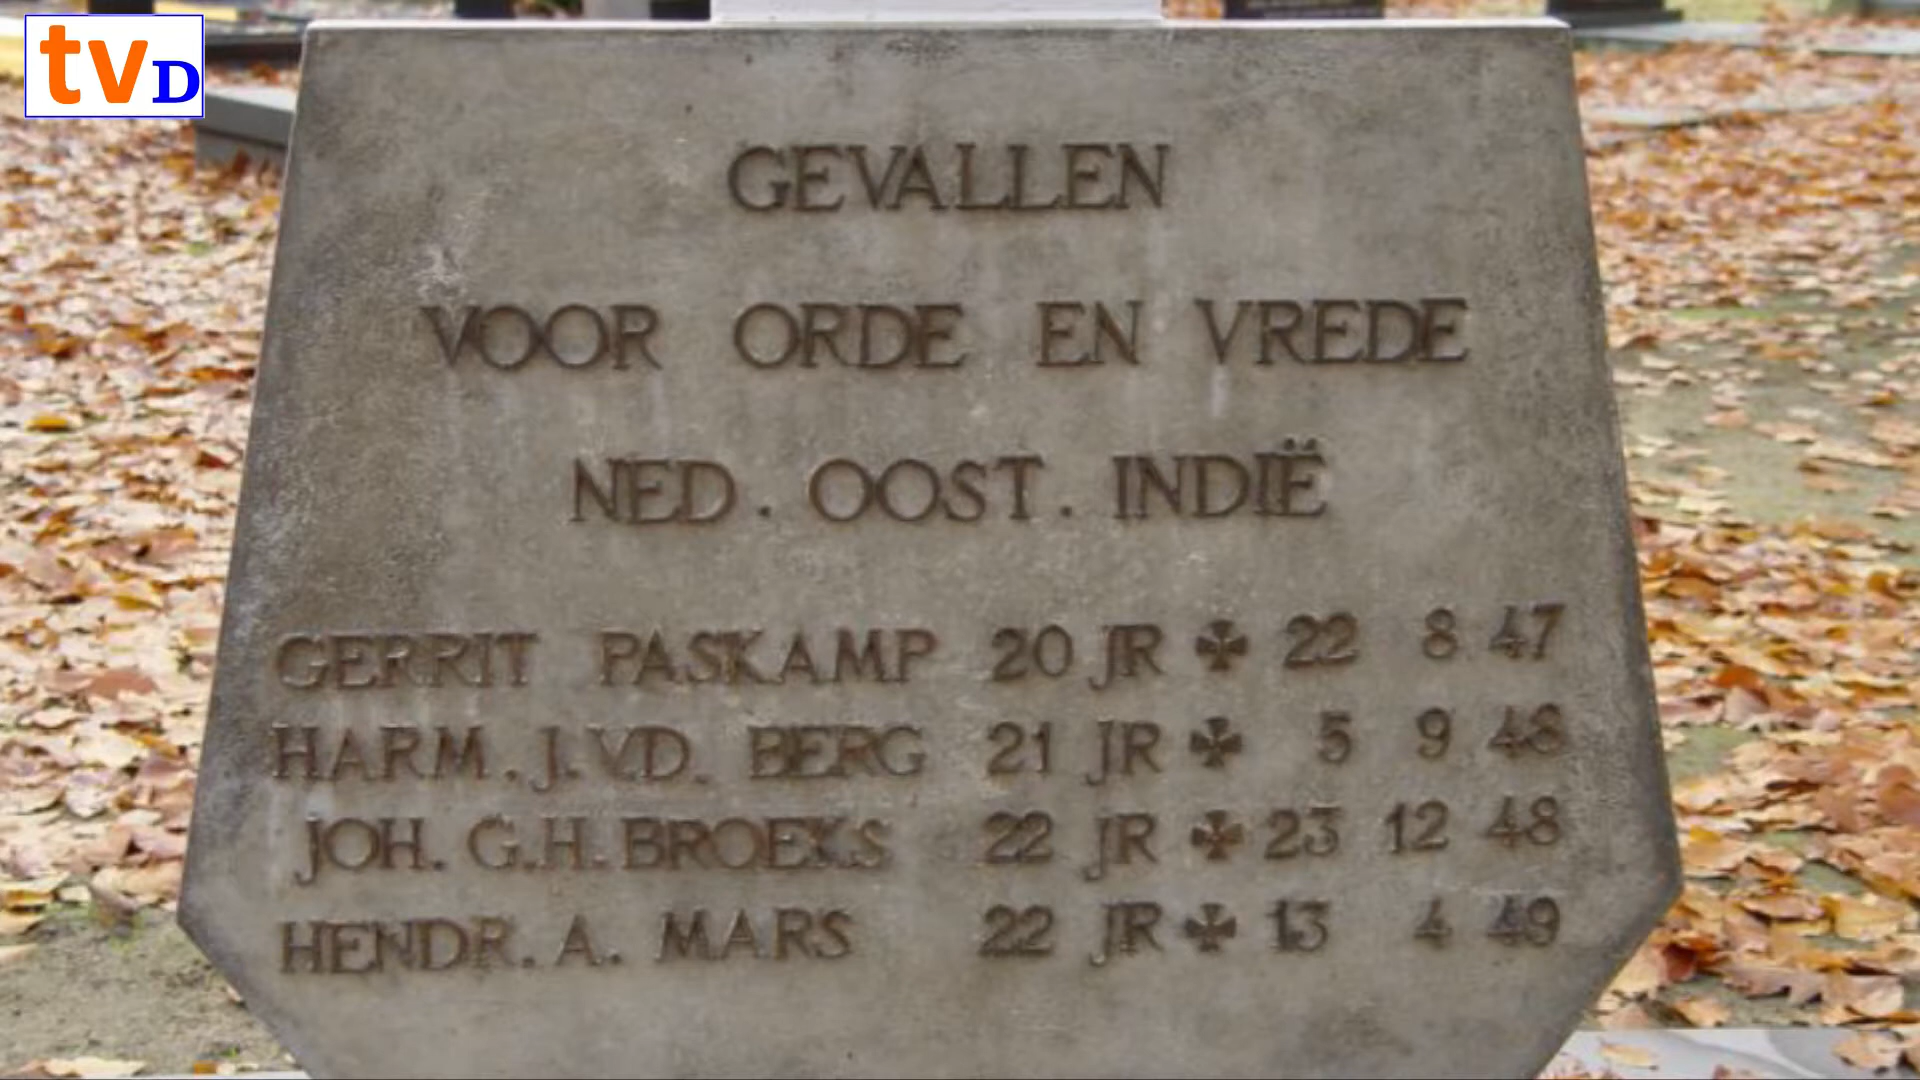 tvD
GEVALLEN
VOOR ORDE EN VREDE
NED. OOST. INDIË
GERRIT PASKAMP 20 JR ✠ 22 8 47
HARM. J.V.D. BERG 21 JR ✠ 5 9 48
JOH. G.H. BROEKS 22 JR ✠ 23 12 48
HENDR. A. MARS 22 JR ✠ 13 4 49